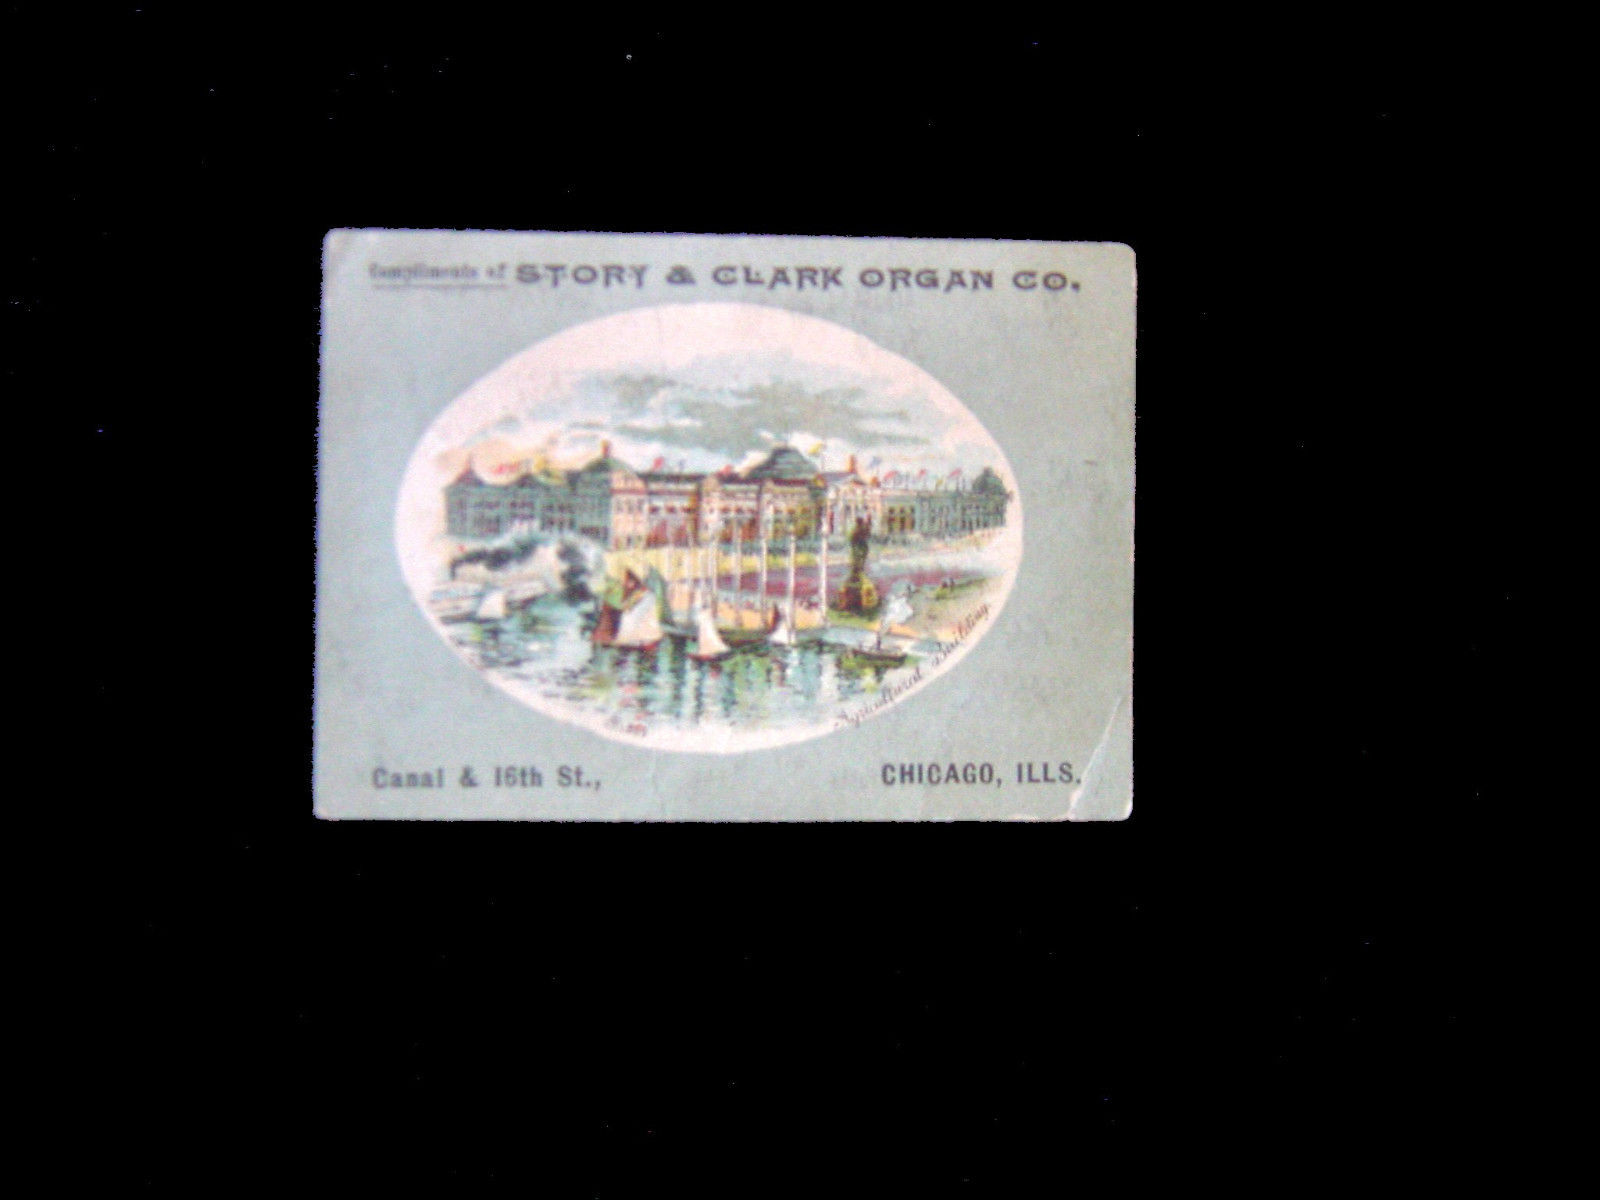 Compliments of STORY & CLARK ORGAN CO.
Agricultural Building.
Canal & 16th St., CHICAGO, ILLS.